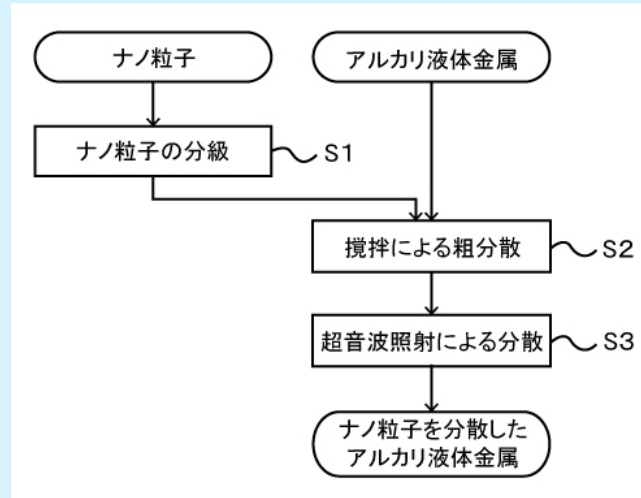 ナノ粒子
アルカリ液体金属
ナノ粒子の分級
S1
撹拌による粗分散
S2
超音波照射による分散
S3
ナノ粒子を分散した
アルカリ液体金属